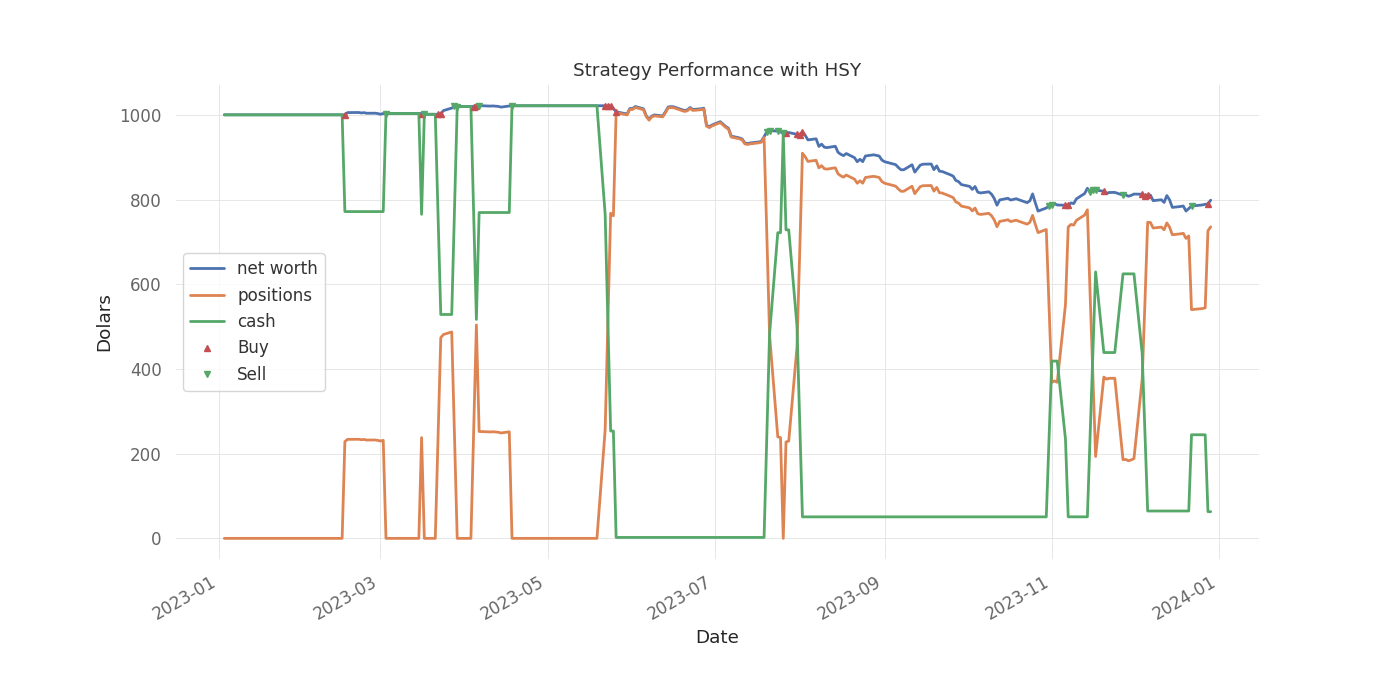 Strategy Performance with HSY
Dolars
1000
800
600
400
200
0
net worth
positions
cash
Buy
Sell
2023-01
2023-03
2023-05
2023-07
2023-09
2023-11
2024-01
Date